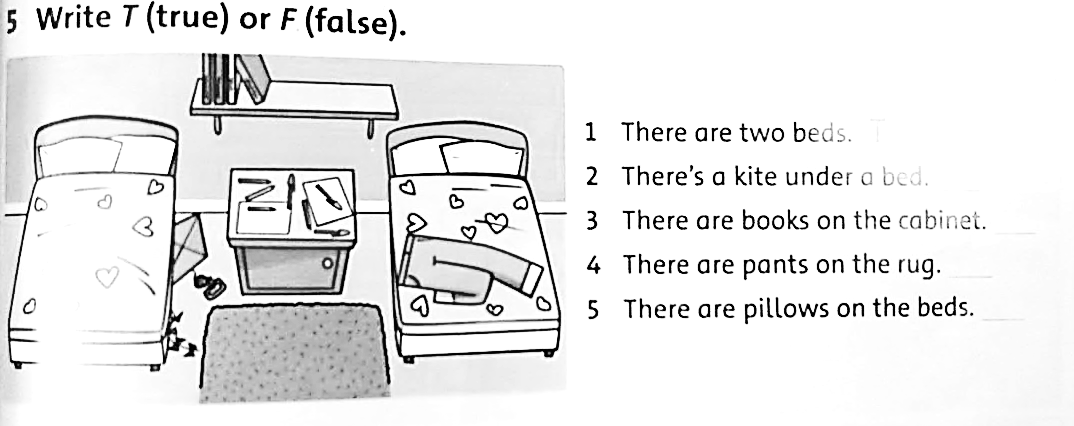 5 Write T (true) or F (false).
1 There are two beds. T
2 There's a kite under a bed.
3 There are books on the cabinet.
4 There are pants on the rug.
5 There are pillows on the beds.